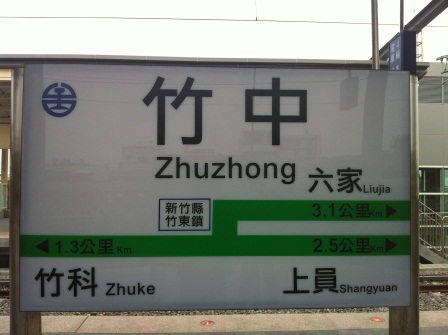 竹中
Zhuzhong
六家 Liujia
新竹縣
竹東鎮
3.1公里Km
1.3公里Km
2.5公里Km
竹科 Zhuke
上員 Shangyuan